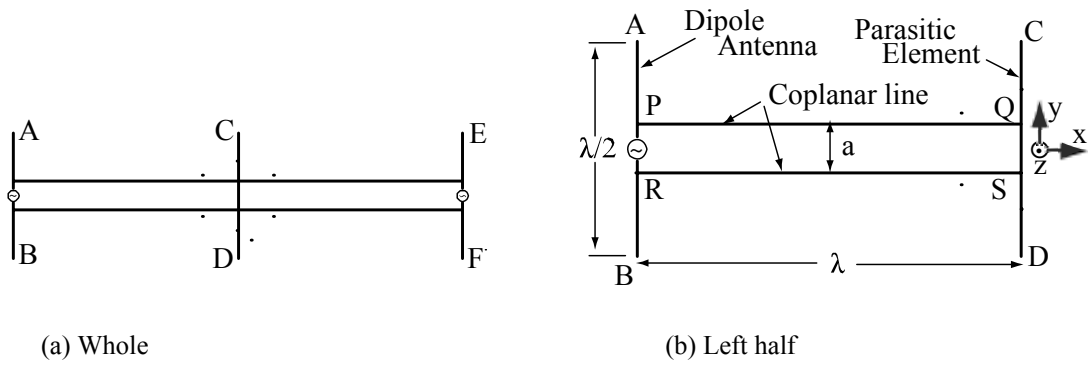 A
C
E
B
D
F
(a) Whole
A
Dipole
Antenna
Parasitic
Element
C
P
Coplanar line
Q
y
λ/2
a
x
z
R
S
B
λ
D
(b) Left half